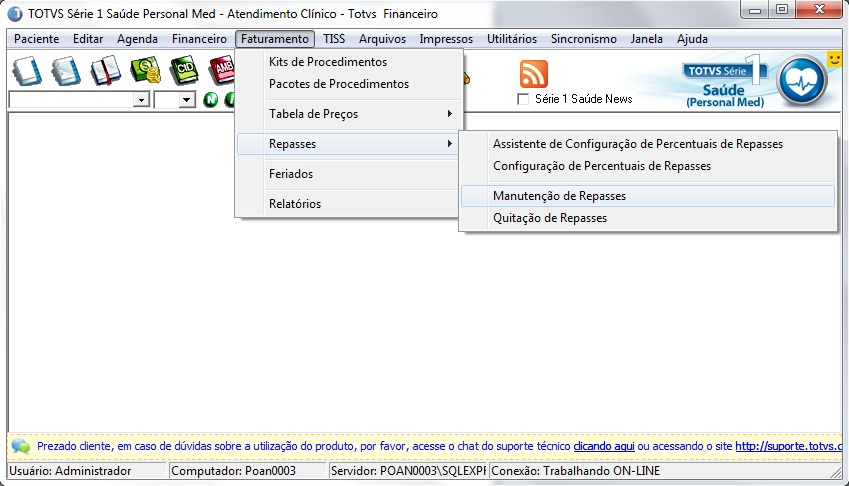 TOTVS Série 1 Saúde Personal Med - Atendimento Clínico - Totvs Financeiro
Paciente Editar Agenda Financeiro Faturamento TISS Arquivos Impressos Utilitários Sincronismo Janela Ajuda
Kits de Procedimentos
Pacotes de Procedimentos
Tabela de Preços
Repasses
Feriados
Relatórios
Assistente de Configuração de Percentuais de Repasses
Configuração de Percentuais de Repasses
Manutenção de Repasses
Quitação de Repasses
CID
AMB
N
Série 1 Saúde News
TOTVS Série 1
Saúde
(Personal Med)
Prezado cliente, em caso de dúvidas sobre a utilização do produto, por favor, acesse o chat do suporte técnico clicando aqui ou acessando o site http://suporte.totvs.c
Usuário: Administrador Computador: Poan0003 Servidor: POAN0003\SQLEXPF Conexão: Trabalhando ON-LINE